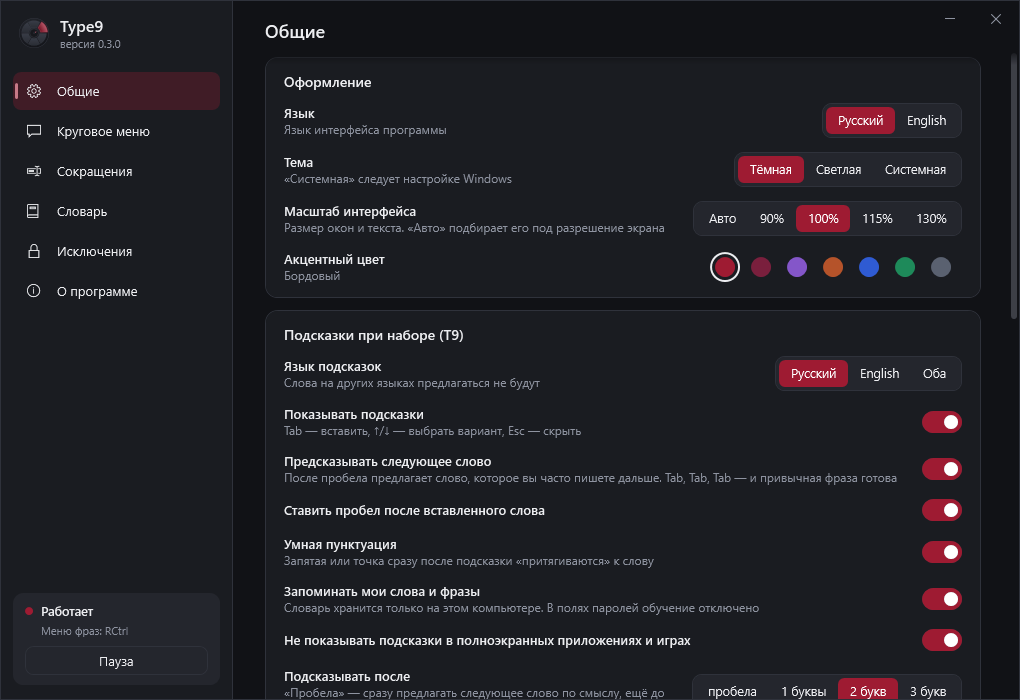 Type9
версия 0.3.0
Общие
Круговое меню
Сокращения
Словарь
Исключения
О программе
Работает
Меню фраз: RCtrl
Пауза
Общие
Оформление
Язык
Язык интерфейса программы
Русский English
Тема
«Системная» следует настройке Windows
Тёмная Светлая Системная
Масштаб интерфейса
Размер окон и текста. «Авто» подбирает его под разрешение экрана
Авто 90% 100% 115% 130%
Акцентный цвет
Бордовый
Подсказки при наборе (T9)
Язык подсказок
Слова на других языках предлагаться не будут
Русский English Оба
Показывать подсказки
Tab — вставить, ↑/↓ — выбрать вариант, Esc — скрыть
Предсказывать следующее слово
После пробела предлагает слово, которое вы часто пишете дальше. Tab, Tab, Tab — и привычная фраза готова
Ставить пробел после вставленного слова
Умная пунктуация
Запятая или точка сразу после подсказки «притягиваются» к слову
Запоминать мои слова и фразы
Словарь хранится только на этом компьютере. В полях паролей обучение отключено
Не показывать подсказки в полноэкранных приложениях и играх
Подсказывать после
«Пробела» — сразу предлагать следующее слово по смыслу, ещё до
пробела 1 буквы 2 букв 3 букв